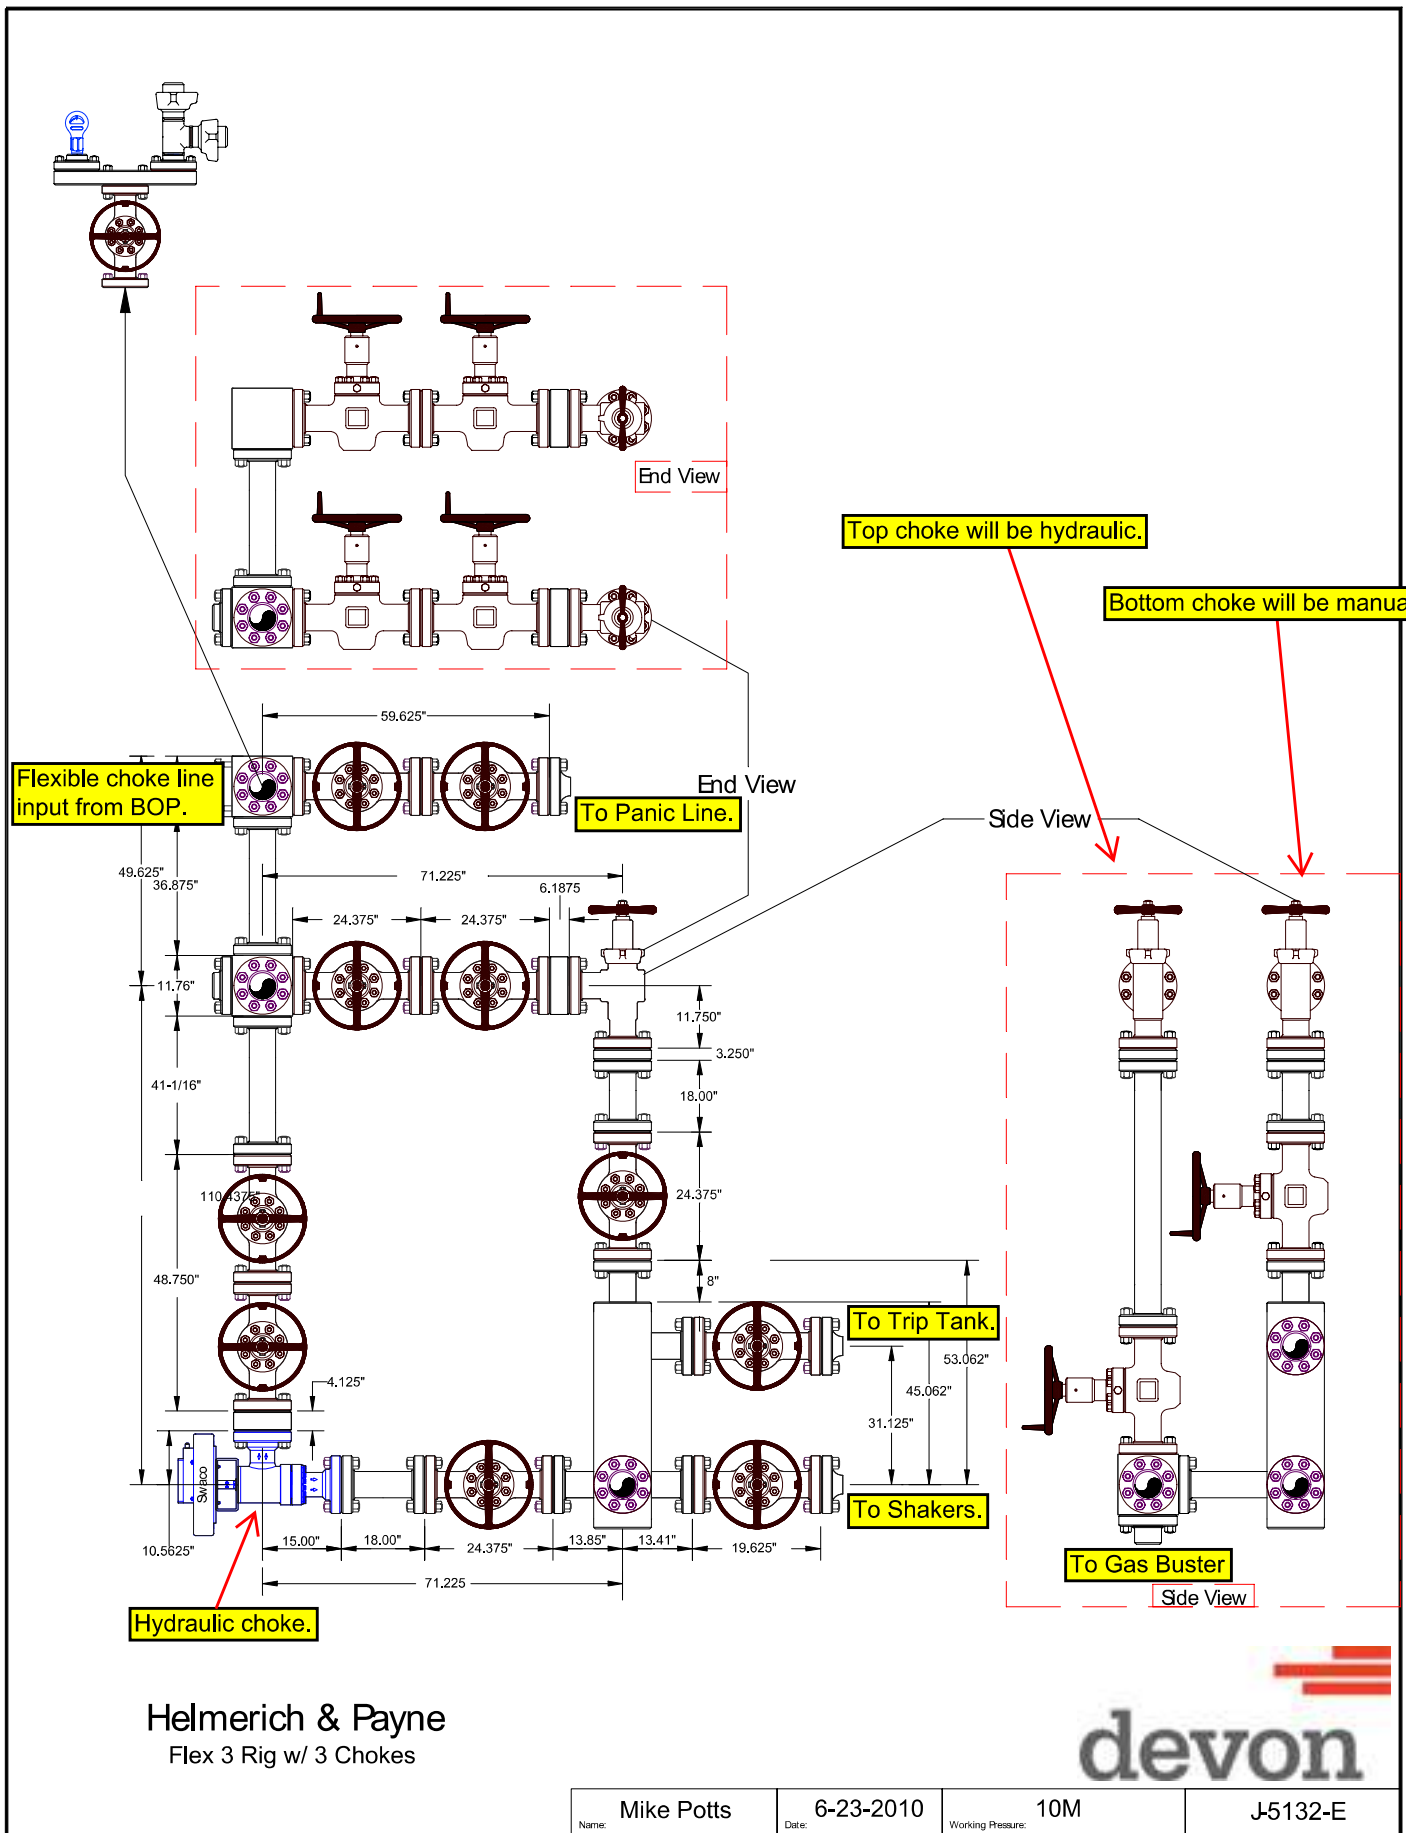 End View
Top choke will be hydraulic.
Bottom choke will be manua
59.625"
Flexible choke line
input from BOP.
To Panic Line.
End View
Side View
49.625"
36.875"
71.225"
6.1875
24.375"
24.375"
11.76"
11.750"
3.250"
41-1/16"
18.00"
110.4375"
24.375"
48.750"
8"
To Trip Tank.
53.062"
45.062"
4.125"
31.125"
Swaco
To Shakers.
10.5625"
15.00"
18.00"
24.375"
13.85"
13.41"
19.625"
71.225
To Gas Buster
Side View
Hydraulic choke.
Helmerich & Payne
Flex 3 Rig w/ 3 Chokes
devon
Name: Mike Potts
Date: 6-23-2010
Working Pressure: 10M
J-5132-E